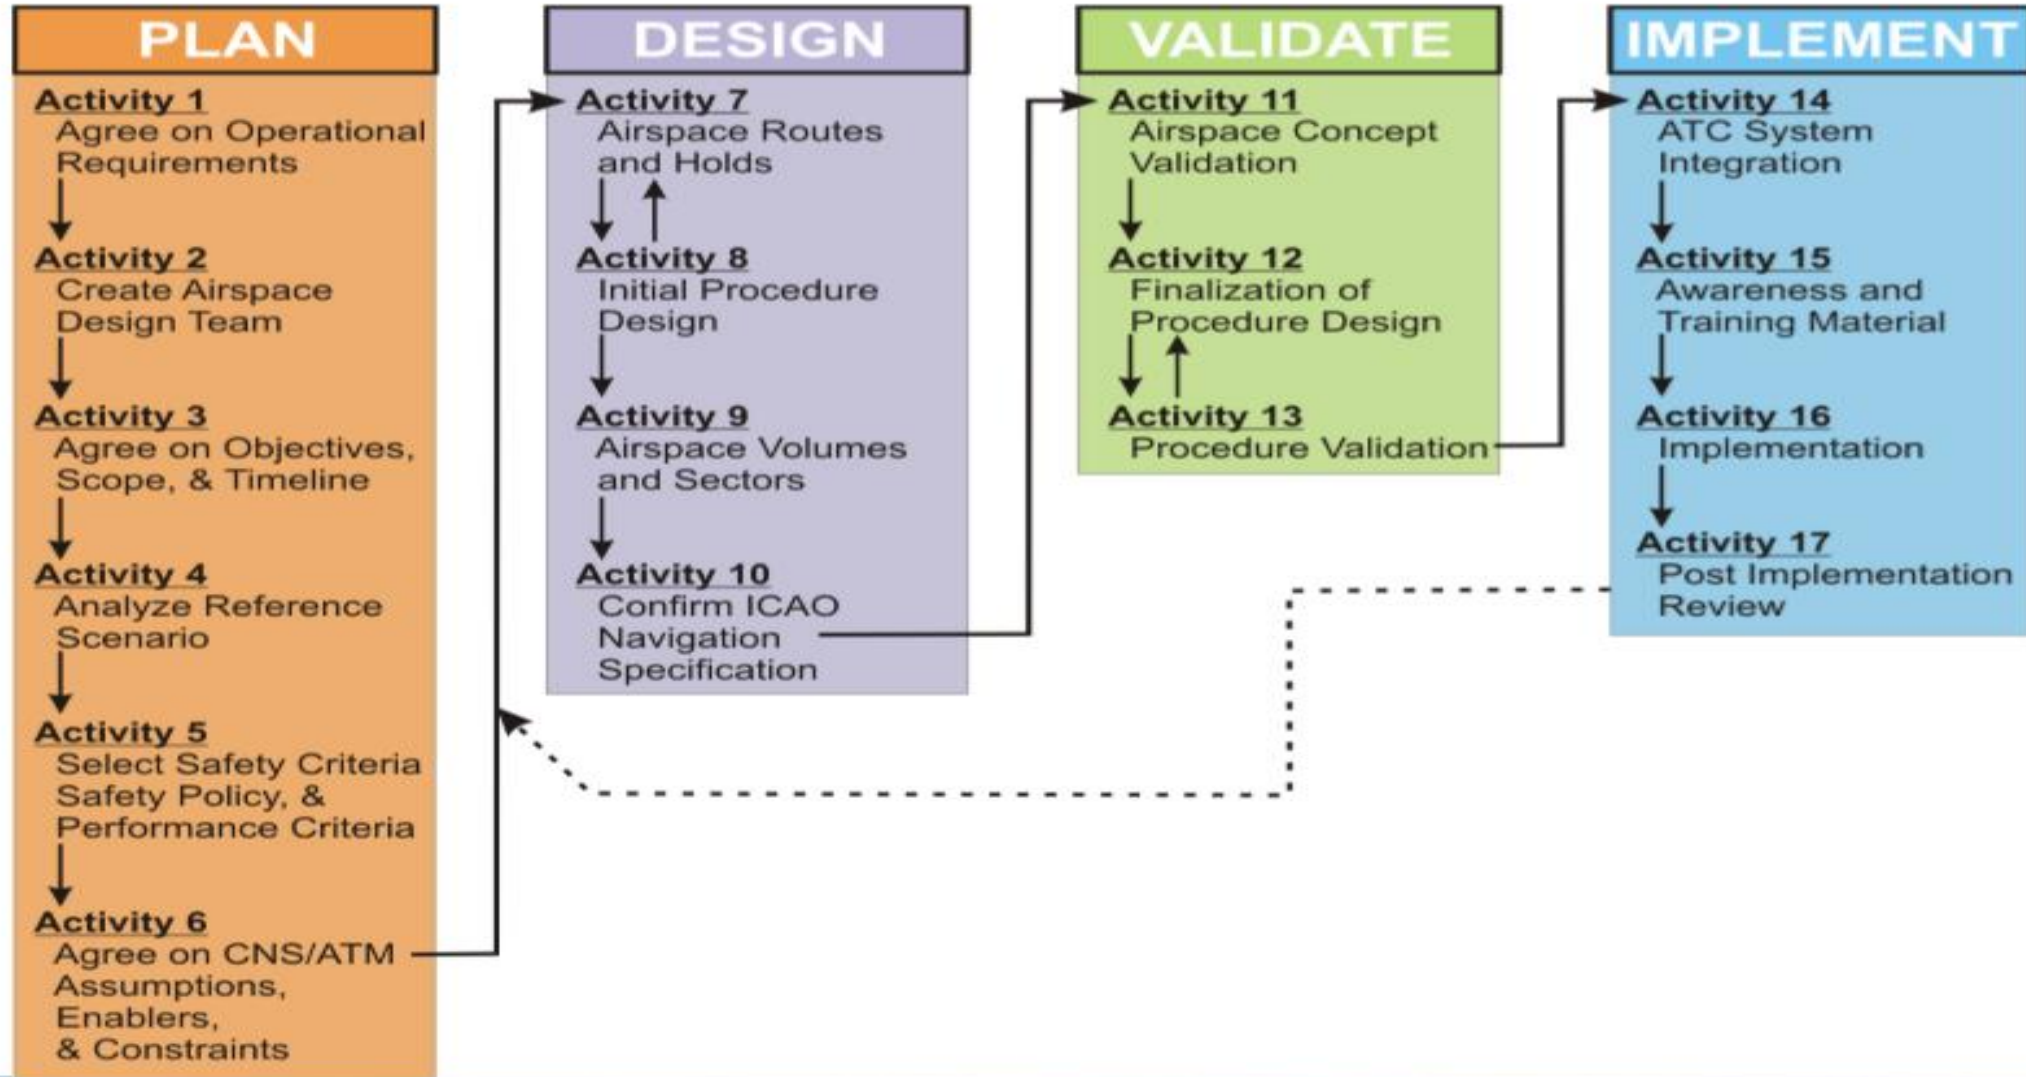 PLAN
Activity 1
Agree on Operational
Requirements
Activity 2
Create Airspace
Design Team
Activity 3
Agree on Objectives,
Scope, & Timeline
Activity 4
Analyze Reference
Scenario
Activity 5
Select Safety Criteria
Safety Policy, &
Performance Criteria
Activity 6
Agree on CNS/ATM
Assumptions,
Enablers,
& Constraints
DESIGN
Activity 7
Airspace Routes
and Holds
Activity 8
Initial Procedure
Design
Activity 9
Airspace Volumes
and Sectors
Activity 10
Confirm ICAO
Navigation
Specification
VALIDATE
Activity 11
Airspace Concept
Validation
Activity 12
Finalization of
Procedure Design
Activity 13
Procedure Validation
IMPLEMENT
Activity 14
ATC System
Integration
Activity 15
Awareness and
Training Material
Activity 16
Implementation
Activity 17
Post Implementation
Review